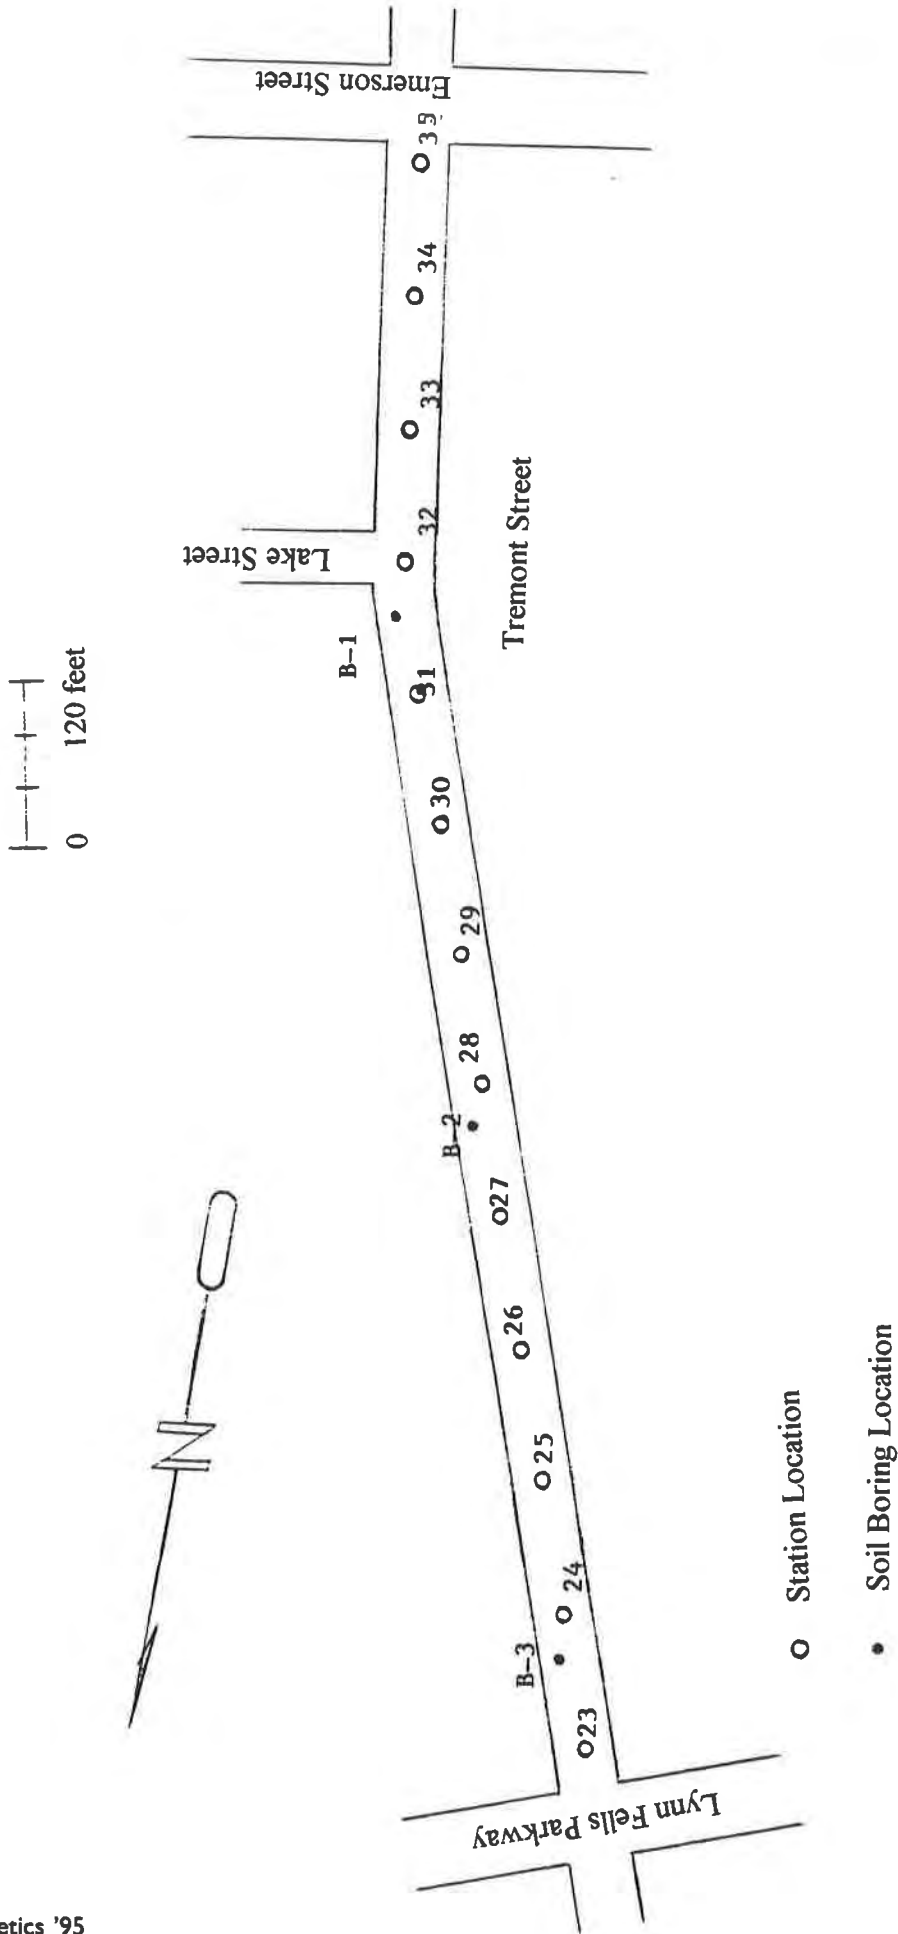 Emerson Street
39
34
33
32
Lake Street
Tremont Street
B-1
31
0 120 feet
30
29
28
B-2
27
26
N
25
24
B-3
23
Lynn Fells Parkway
Station Location
Soil Boring Location
etics '95